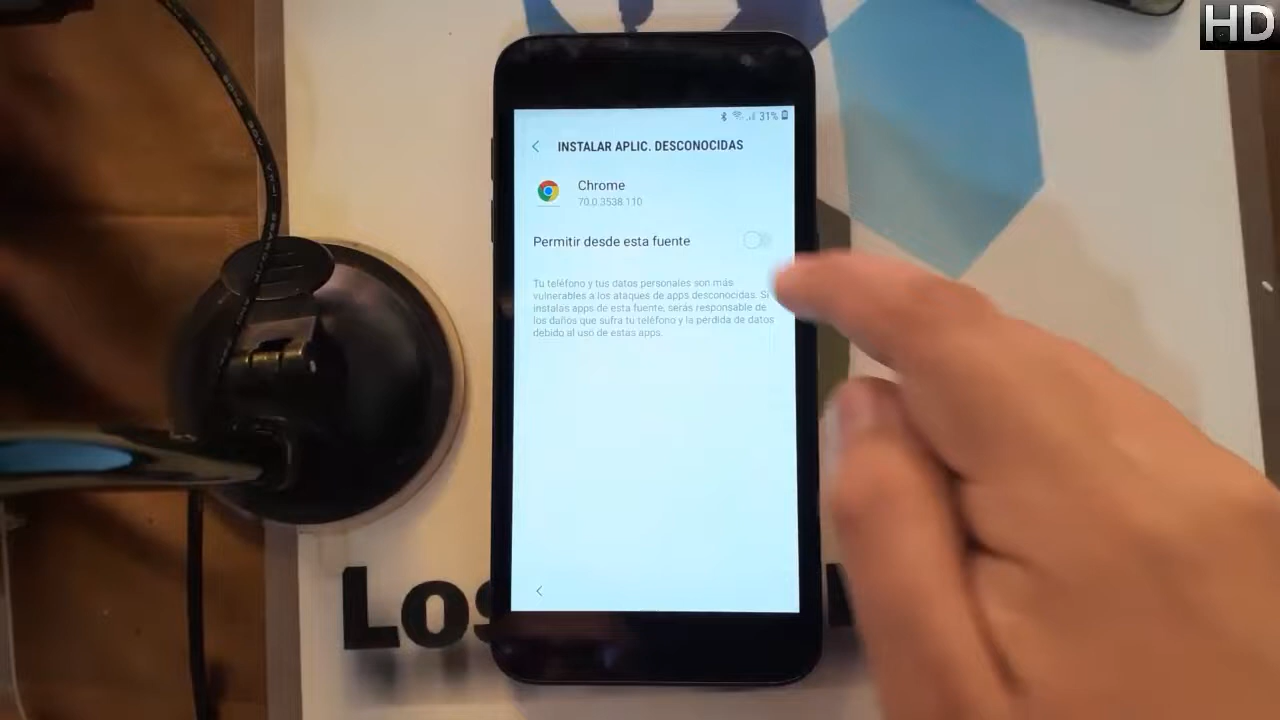 HD
31%
INSTALAR APLIC. DESCONOCIDAS
Chrome
70.0.3538.110
Permitir desde esta fuente
Tu teléfono y tus datos personales son más
vulnerables a los ataques de apps desconocidas. Si
instalas apps de esta fuente, serás responsable de
los daños que sufra tu teléfono y la pérdida de datos
debido al uso de estas apps.
Los